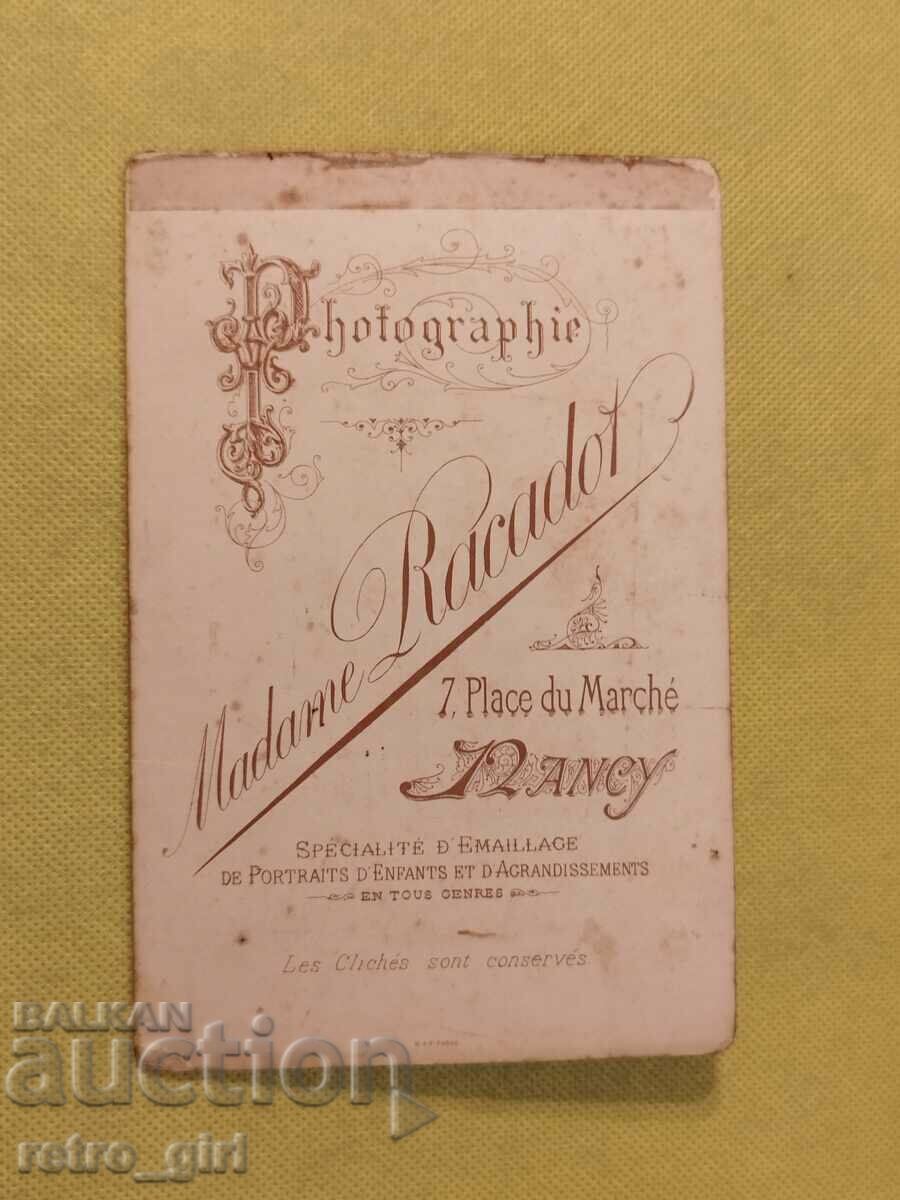 Photographie
Madame Racadot
7, Place du Marché
NANCY
SPÉCIALITÉ D'EMAILLAGE
DE PORTRAITS D'ENFANTS ET D'AGRANDISSEMENTS
EN TOUS GENRES
Les Clichés sont conservés
BALKAN
auction
retro_girl